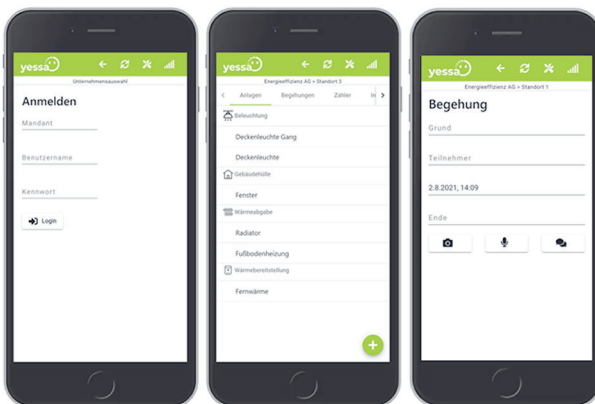 yessa
Unternehmensauswahl
Anmelden
Mandant
Benutzername
Kennwort
Login
yessa
Energieeffizienz AG > Standort 3
< Anlagen Begehungen Zähler In >
Beleuchtung
Deckenleuchte Gang
Deckenleuchte
Gebäudehülle
Fenster
Wärmeabgabe
Radiator
Fußbodenheizung
Wärmebereitstellung
Fernwärme
yessa
Energieeffizienz AG > Standort 1
Begehung
Grund
Teilnehmer
2.8.2021, 14:09
Ende